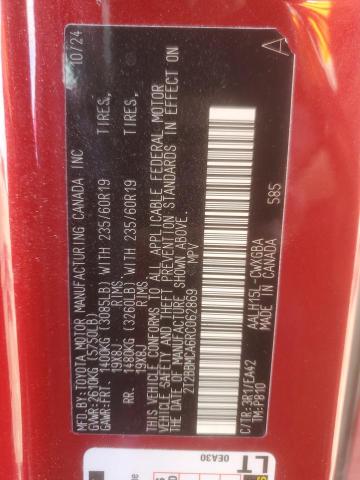 MFD.BY: TOYOTA MOTOR MANUFACTURING CANADA INC 10/24
GAWR: 2610KG (5750LB)
GAWR:FRT. 1400KG (3085LB) WITH 235/60R19 TIRES,
19X8J RIMS
RR. 1480KG (3260LB) WITH 235/60R19 TIRES,
19X8J RIMS
THIS VEHICLE CONFORMS TO ALL APPLICABLE FEDERAL MOTOR
VEHICLE SAFETY AND THEFT PREVENTION STANDARDS IN EFFECT ON
THE DATE OF MANUFACTURE SHOWN ABOVE.
MPV
585
A
C/TR:3R1/EA42 AALH15L-CWXGBA
TM:P810 MADE IN CANADA
LT
0EA30